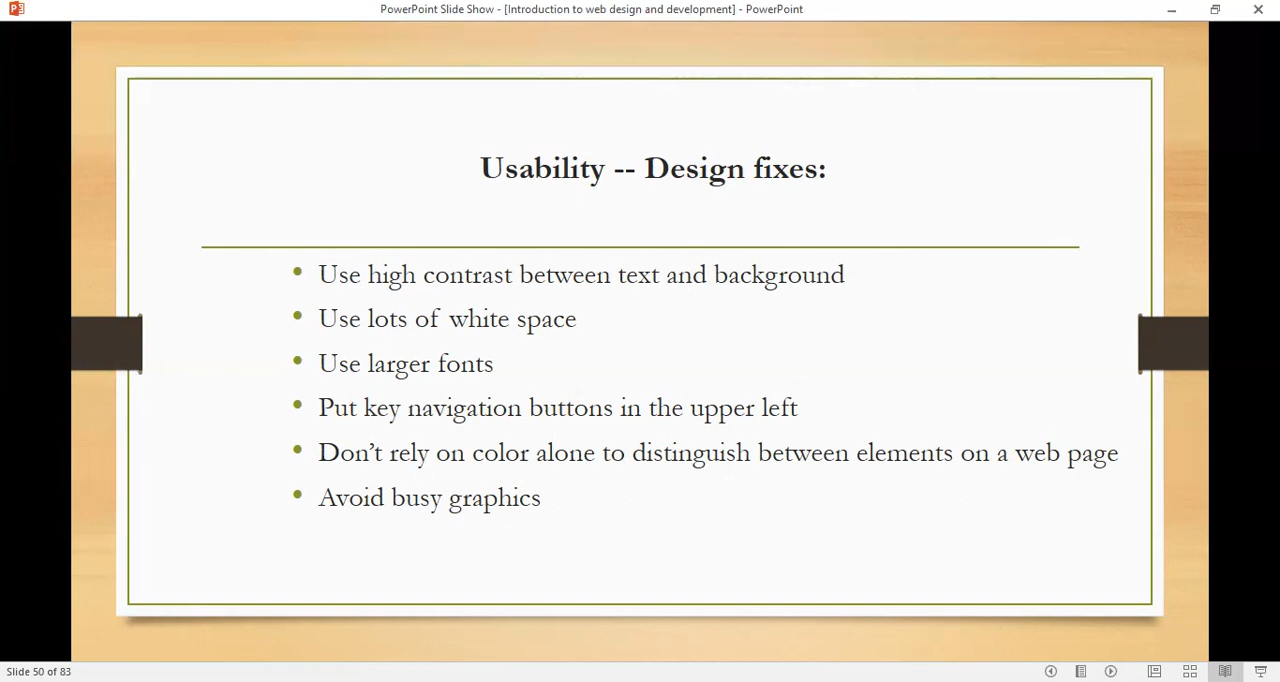 PowerPoint Slide Show - [Introduction to web design and development] - PowerPoint
Usability -- Design fixes:
• Use high contrast between text and background
• Use lots of white space
• Use larger fonts
• Put key navigation buttons in the upper left
• Don’t rely on color alone to distinguish between elements on a web page
• Avoid busy graphics
Slide 50 of 83